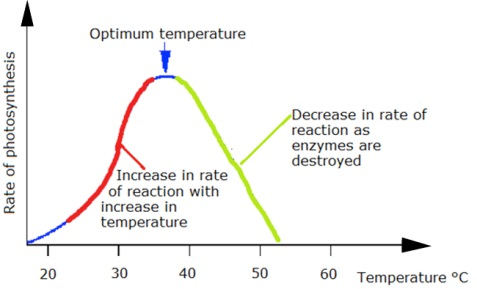 Optimum temperature
Rate of photosynthesis
Decrease in rate of
reaction as
enzymes are
destroyed
Increase in rate
of reaction with
increase in
temperature
20 30 40 50 60
Temperature °C